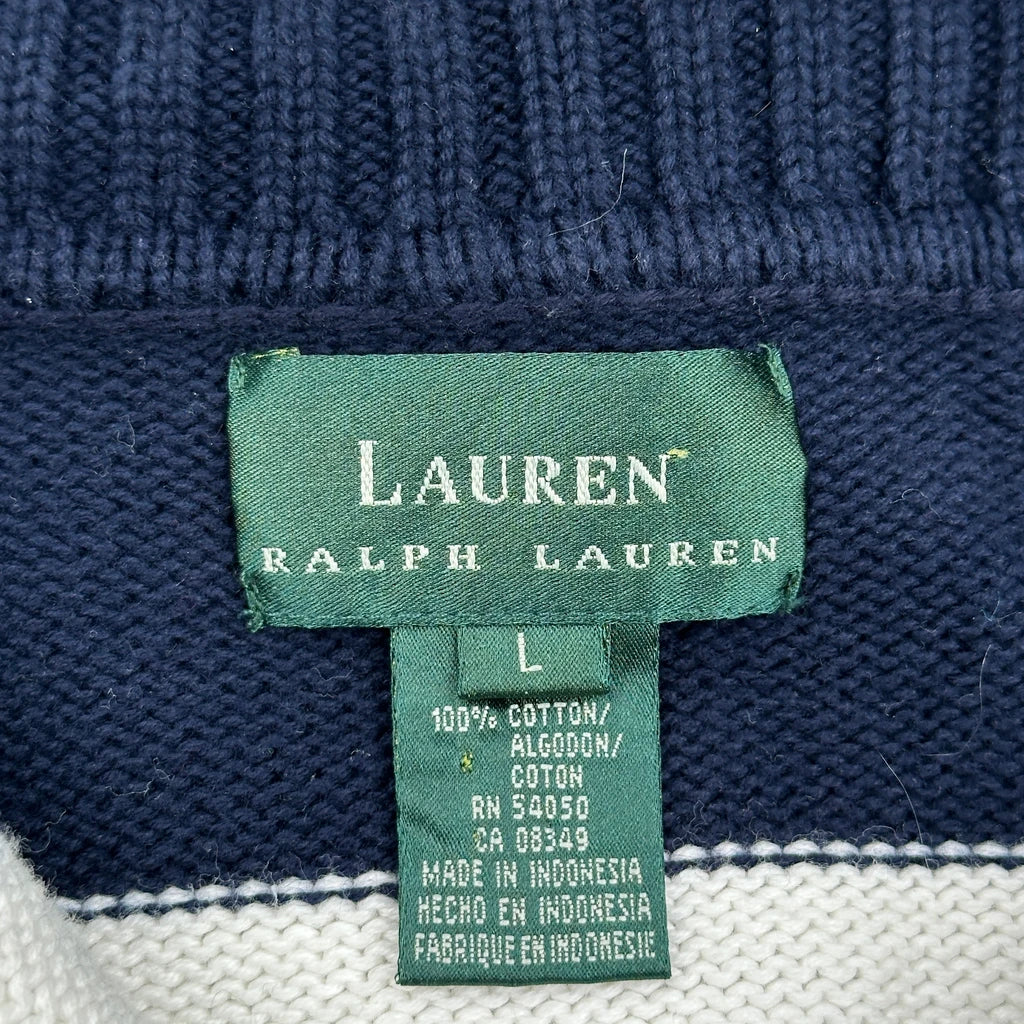 LAUREN
RALPH LAUREN
L
100% COTTON/
ALGODON/
COTON
RN 54050
CA 08349
MADE IN INDONESIA
HECHO EN INDONESIA
FABRIQUE EN INDONESIE